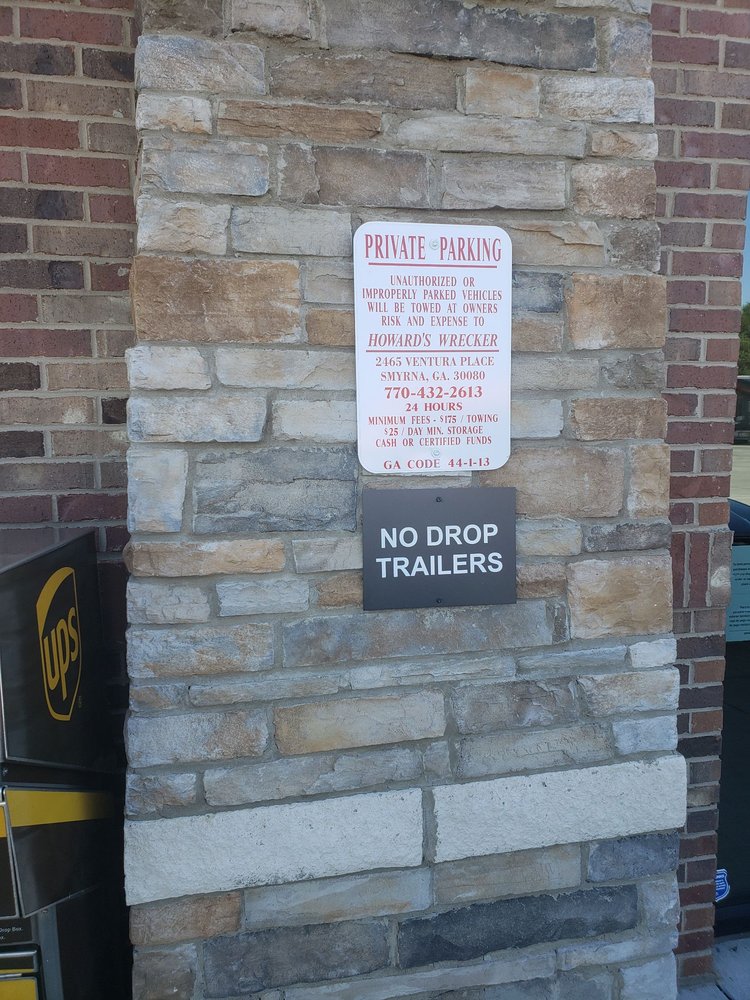 PRIVATE PARKING
UNAUTHORIZED OR
IMPROPERLY PARKED VEHICLES
WILL BE TOWED AT OWNERS
RISK AND EXPENSE TO
HOWARD'S WRECKER
2465 VENTURA PLACE
SMYRNA, GA. 30080
770-432-2613
24 HOURS
MINIMUM FEES - $175 / TOWING
$25 / DAY MIN. STORAGE
CASH OR CERTIFIED FUNDS
GA CODE 44-1-13
NO DROP
TRAILERS
ups
Drop Box.